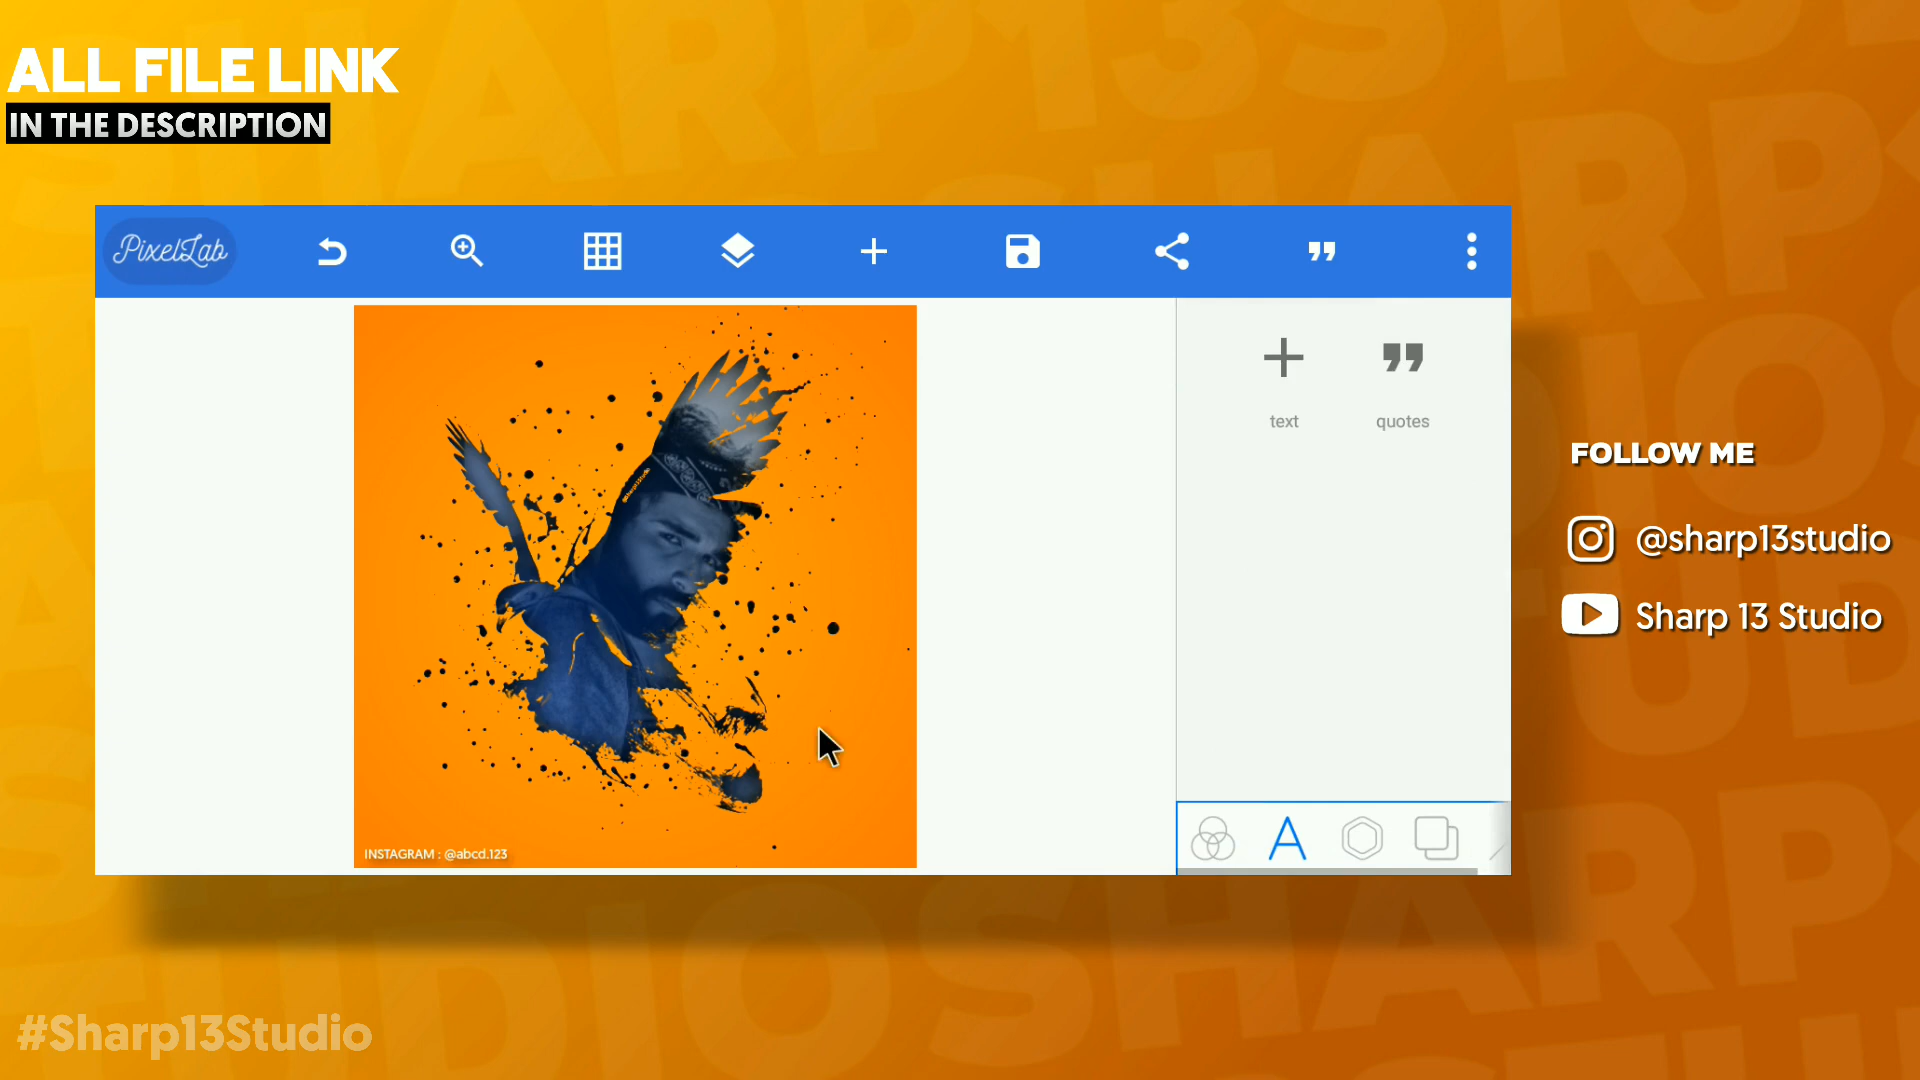 ALL FILE LINK
IN THE DESCRIPTION
PixelLab
text
quotes
@Sharp13Studio
INSTAGRAM : @abcd.123
FOLLOW ME
@sharp13studio
Sharp 13 Studio
#Sharp13Studio